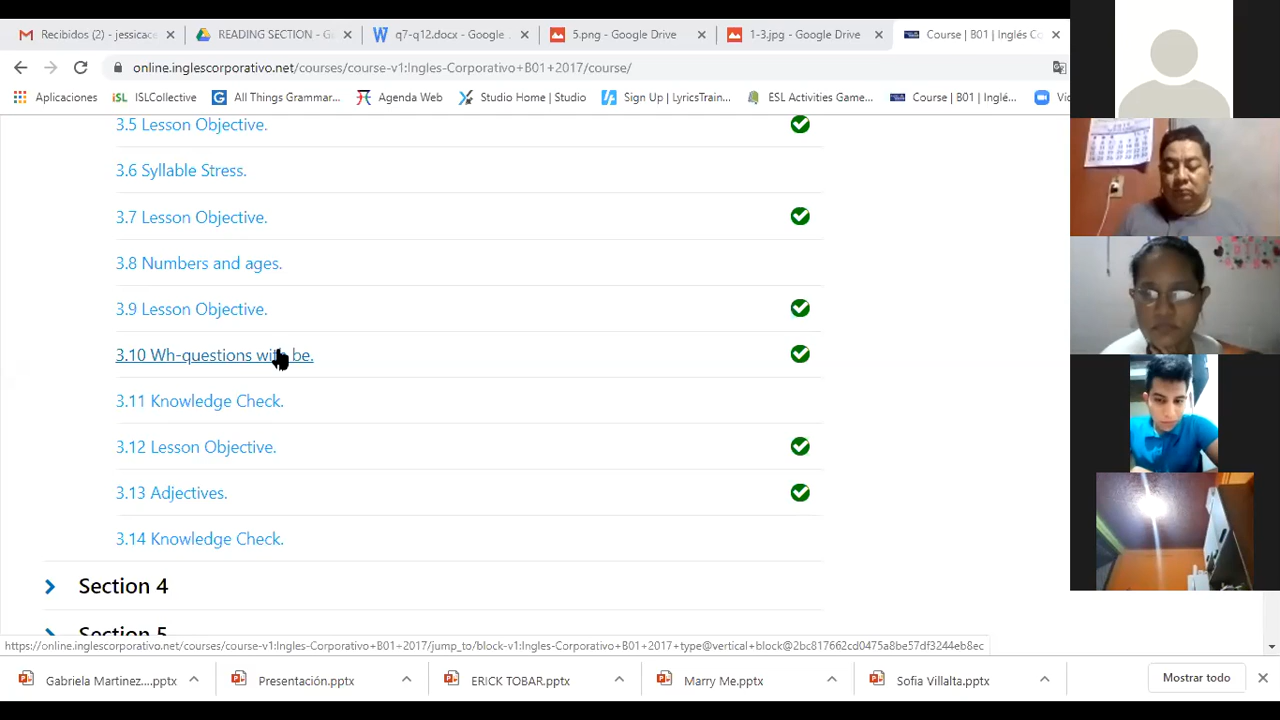 Recibidos (2) - jessicace
READING SECTION - G
q7-q12.docx - Google
5.png - Google Drive
1-3.jpg - Google Drive
Course | B01 | Inglés Co
online.inglescorporativo.net/courses/course-v1:Ingles-Corporativo+B01+2017/course/
Aplicaciones
iSL ISLCollective
All Things Grammar...
Agenda Web
Studio Home | Studio
Sign Up | LyricsTrain...
ESL Activities Game...
Course | B01 | Inglé...
3.5 Lesson Objective.
3.6 Syllable Stress.
3.7 Lesson Objective.
3.8 Numbers and ages.
3.9 Lesson Objective.
3.10 Wh-questions with be.
3.11 Knowledge Check.
3.12 Lesson Objective.
3.13 Adjectives.
3.14 Knowledge Check.
Section 4
Section 5
https://online.inglescorporativo.net/courses/course-v1:Ingles-Corporativo+B01+2017/jump_to/block-v1:Ingles-Corporativo+B01+2017+type@vertical+block@2bc817662cd0475a8be57df3244eb8ec
Gabriela Martinez....pptx
Presentación.pptx
ERICK TOBAR.pptx
Marry Me.pptx
Sofia Villalta.pptx
Mostrar todo